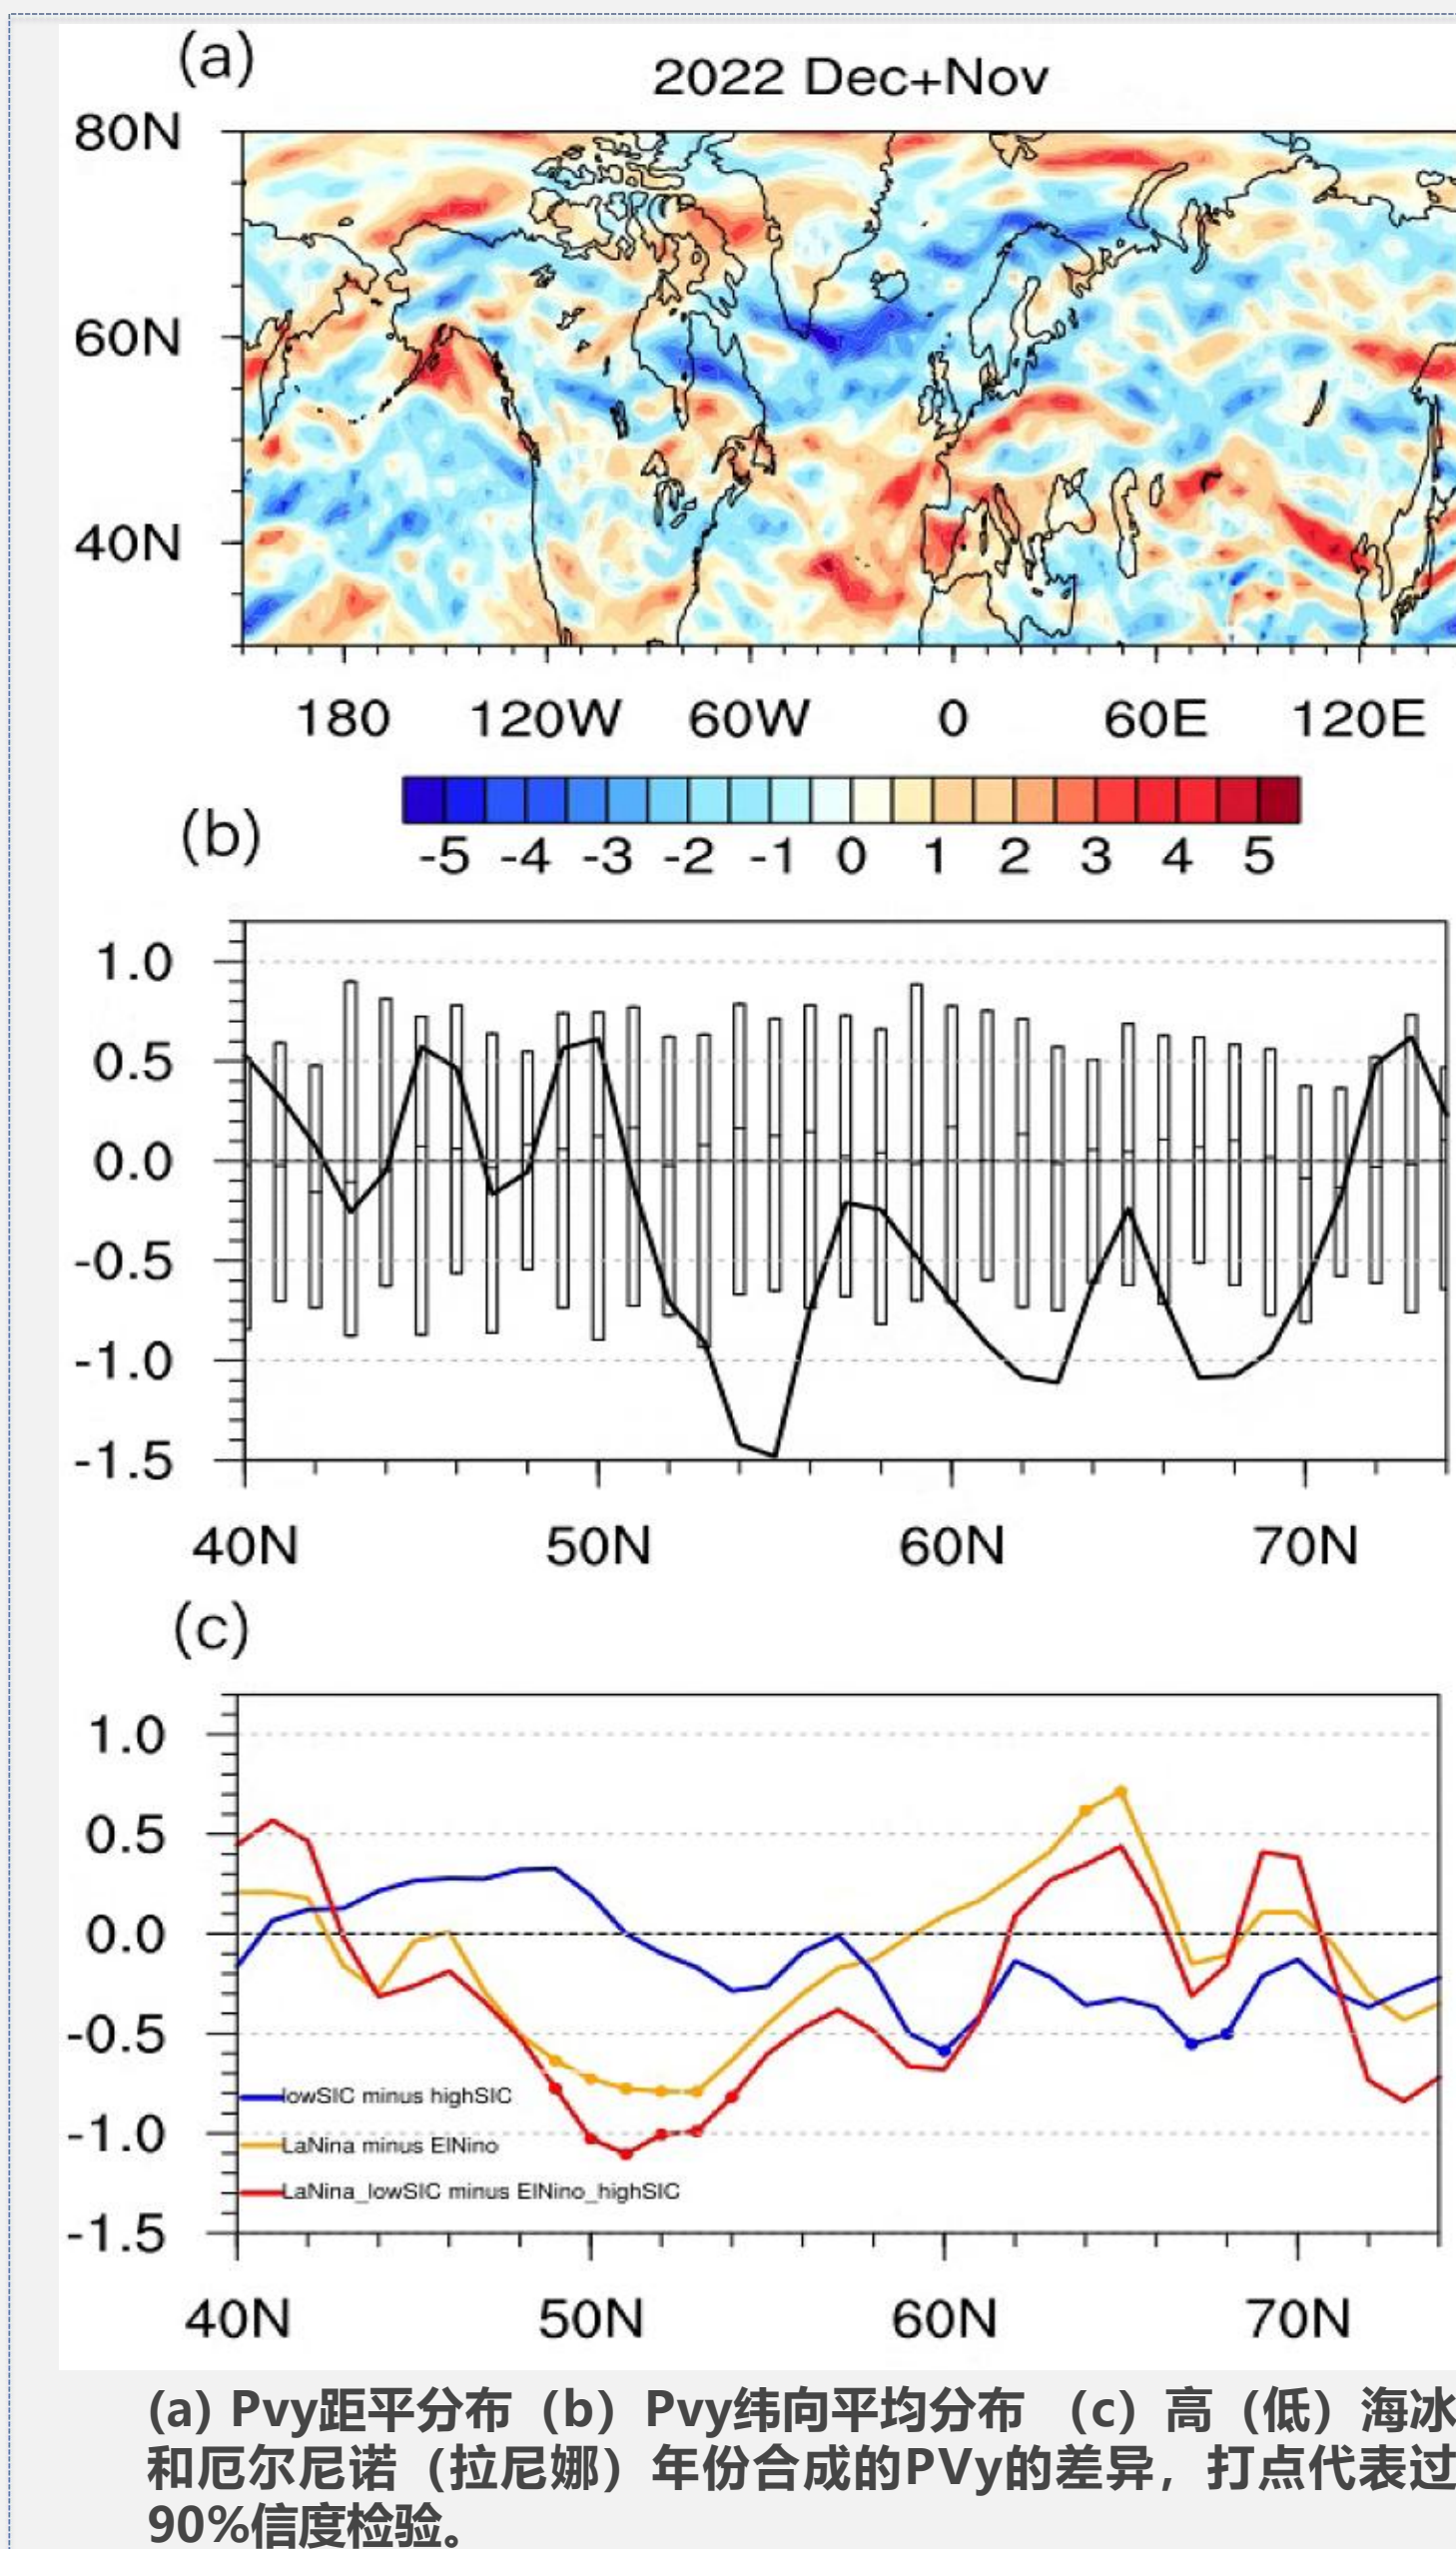 (a)
2022 Dec+Nov
80N
60N
40N
180 120W 60W 0 60E 120E
-5 -4 -3 -2 -1 0 1 2 3 4 5
(b)
1.0
0.5
0.0
-0.5
-1.0
-1.5
40N 50N 60N 70N
(c)
1.0
0.5
0.0
-0.5
-1.0
-1.5
lowSIC minus highSIC
LaNina minus ElNino
LaNina_lowSIC minus ElNino_highSIC
40N 50N 60N 70N
(a) Pvy距平分布（b）Pvy纬向平均分布 （c）高（低）海冰
和厄尔尼诺（拉尼娜）年份合成的PVy的差异，打点代表过
90%信度检验。